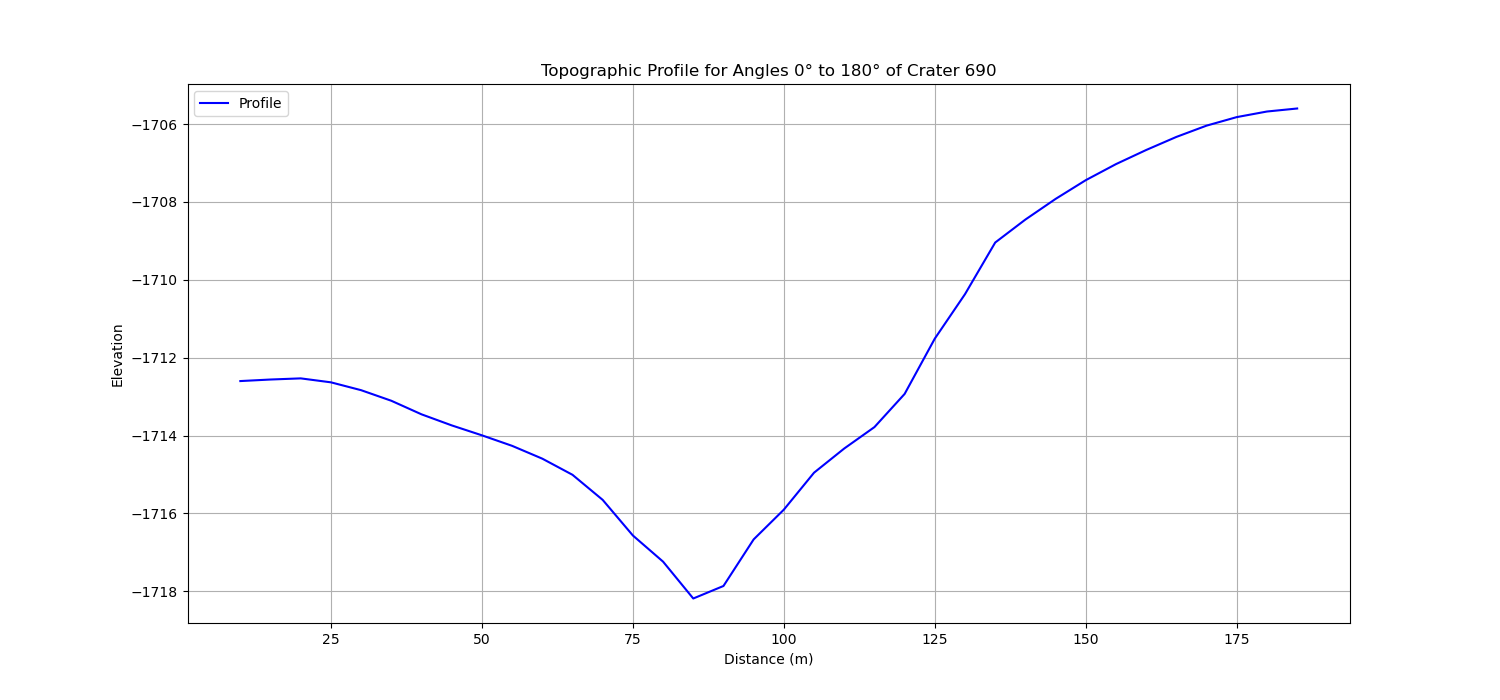 Topographic Profile for Angles 0° to 180° of Crater 690
Profile
−1706
−1708
−1710
−1712
−1714
−1716
−1718
Elevation
25 50 75 100 125 150 175
Distance (m)